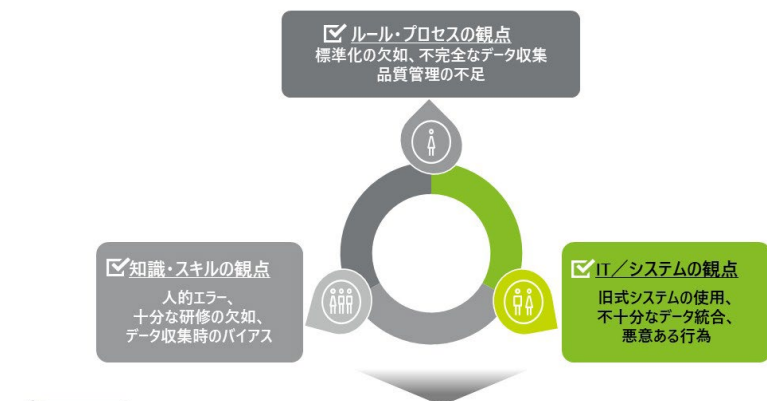 ルール・プロセスの観点
標準化の欠如、不完全なデータ収集
品質管理の不足
知識・スキルの観点
人的エラー、
十分な研修の欠如、
データ収集時のバイアス
IT／システムの観点
旧式システムの使用、
不十分なデータ統合、
悪意ある行為